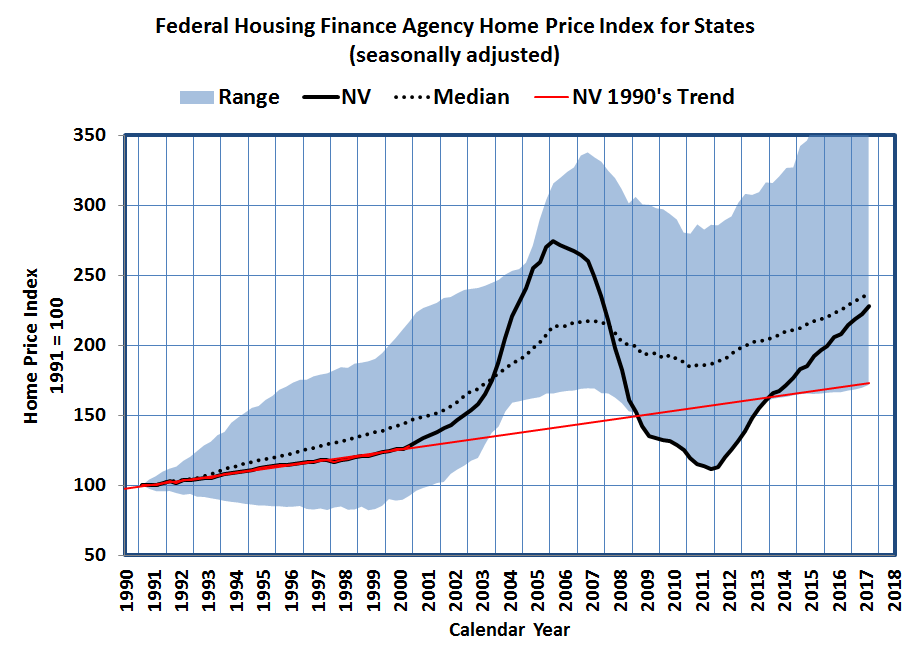 Federal Housing Finance Agency Home Price Index for States
(seasonally adjusted)
Range NV Median NV 1990's Trend
350
300
250
200
150
100
50
Home Price Index
1991 = 100
1990 1991 1992 1993 1994 1995 1996 1997 1998 1999 2000 2001 2002 2003 2004 2005 2006 2007 2008 2009 2010 2011 2012 2013 2014 2015 2016 2017 2018
Calendar Year